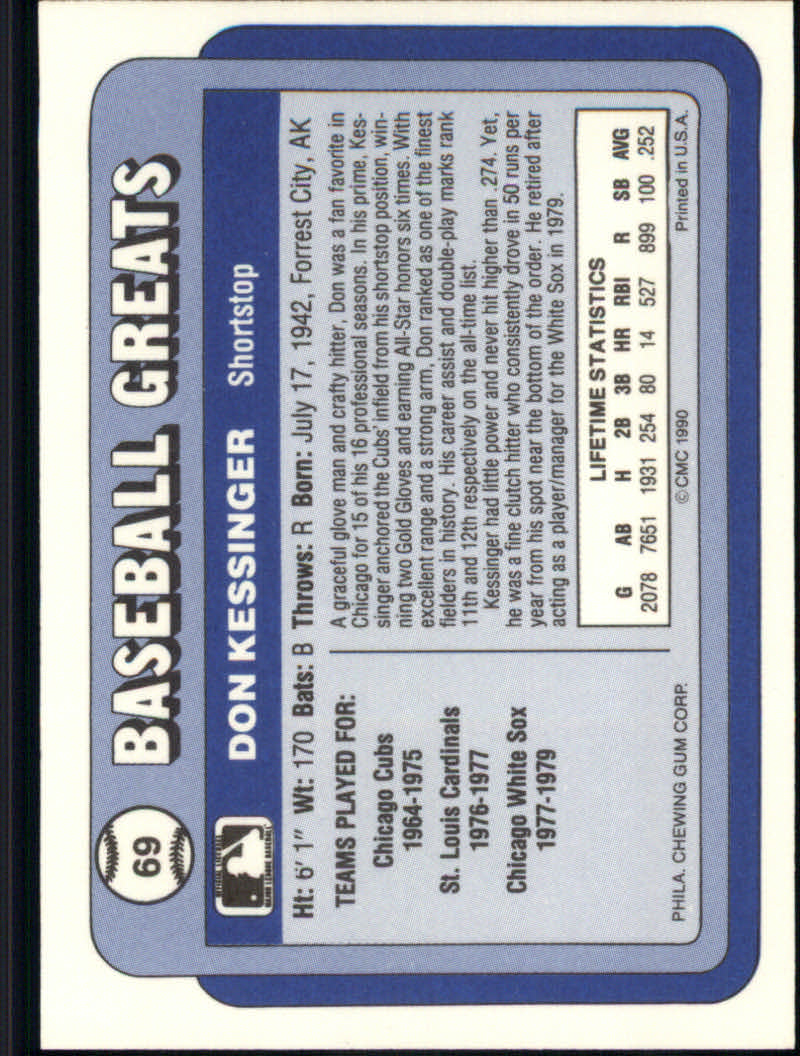 69
BASEBALL GREATS
DON KESSINGER Shortstop
Ht: 6' 1" Wt: 170 Bats: B Throws: R Born: July 17, 1942, Forrest City, AK
TEAMS PLAYED FOR:
Chicago Cubs
1964-1975
St. Louis Cardinals
1976-1977
Chicago White Sox
1977-1979
A graceful glove man and crafty hitter, Don was a fan favorite in
Chicago for 15 of his 16 professional seasons. In his prime, Kes-
singer anchored the Cubs' infield from his shortstop position, win-
ning two Gold Gloves and earning All-Star honors six times. With
excellent range and a strong arm, Don ranked as one of the finest
fielders in history. His career assist and double-play marks rank
11th and 12th respectively on the all-time list.
Kessinger had little power and never hit higher than .274. Yet,
he was a fine clutch hitter who consistently drove in 50 runs per
year from his spot near the bottom of the order. He retired after
acting as a player/manager for the White Sox in 1979.
LIFETIME STATISTICS
G AB H 2B 3B HR RBI R SB AVG
2078 7651 1931 254 80 14 527 899 100 .252
PHILA. CHEWING GUM CORP. ©CMC 1990 Printed in U.S.A.